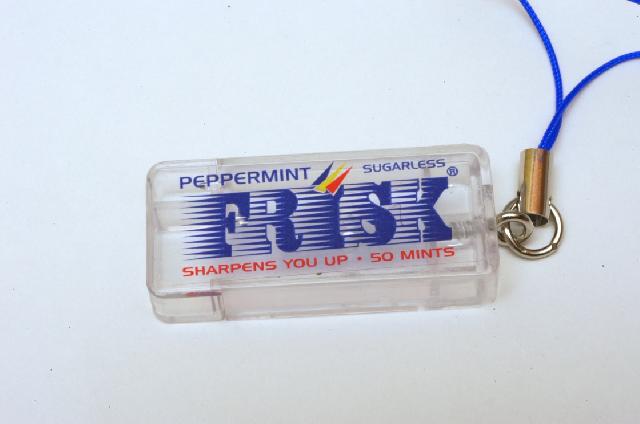 PEPPERMINT SUGARLESS
FRISK®
SHARPENS YOU UP · 50 MINTS